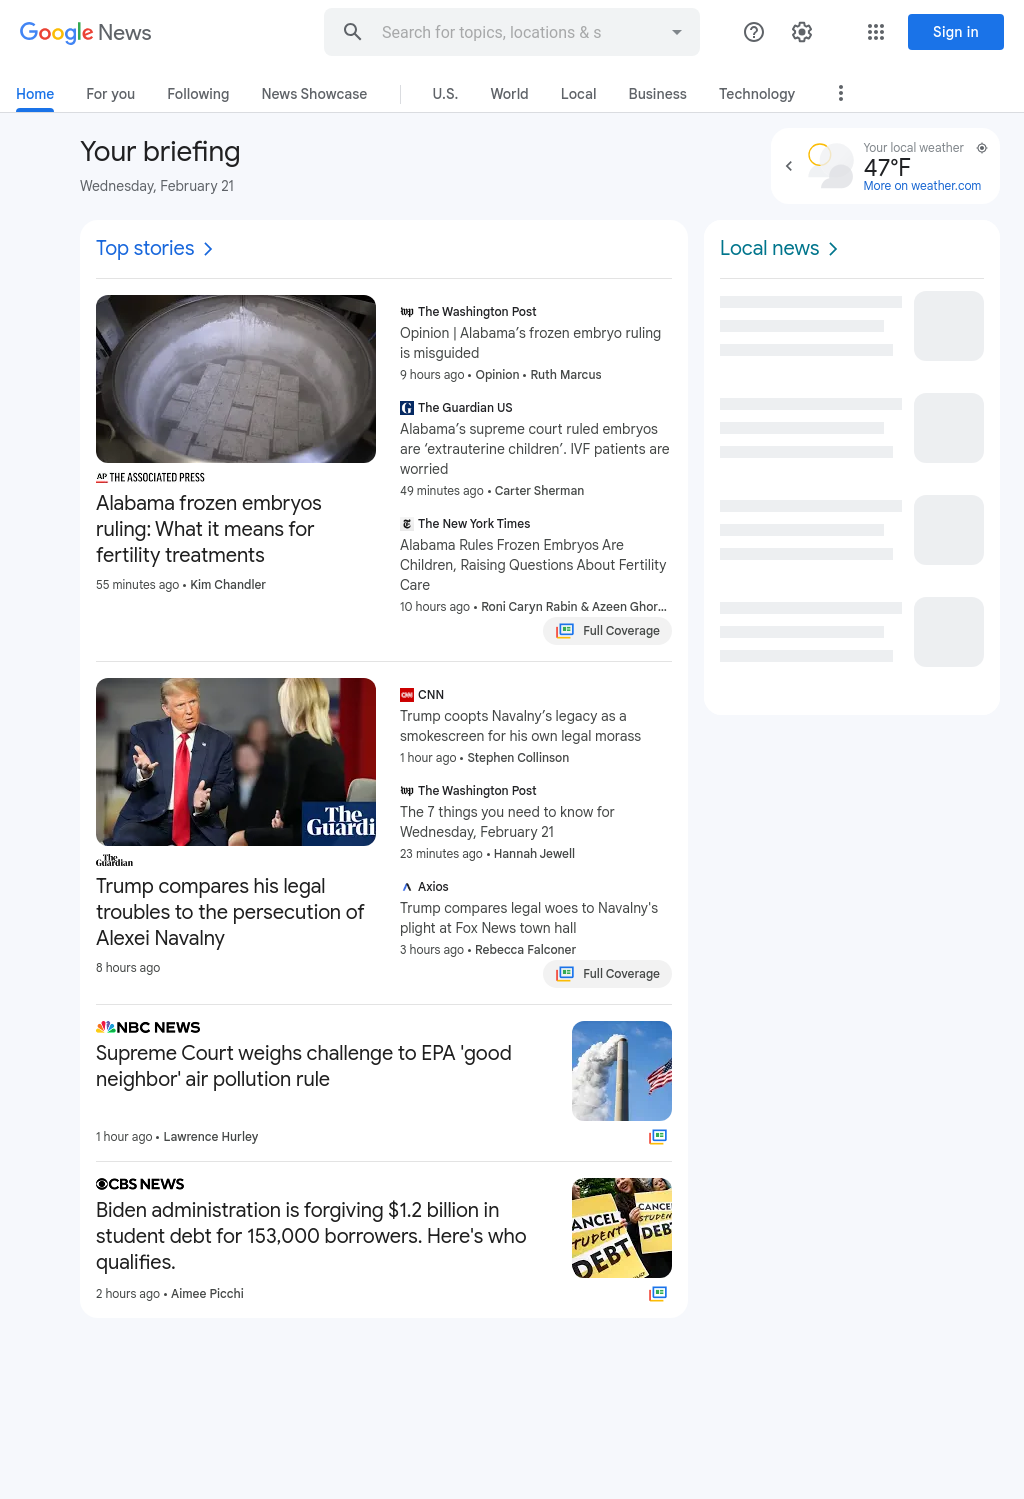 Google News
Search for topics, locations & s
Sign in
Home
For you
Following
News Showcase
U.S.
World
Local
Business
Technology
Your briefing
Wednesday, February 21
Your local weather
47°F
More on weather.com
Top stories
THE ASSOCIATED PRESS
AP
Alabama frozen embryos
ruling: What it means for
fertility treatments
55 minutes ago • Kim Chandler
wp The Washington Post
Opinion | Alabama’s frozen embryo ruling
is misguided
9 hours ago • Opinion • Ruth Marcus
G The Guardian US
Alabama’s supreme court ruled embryos
are ‘extrauterine children’. IVF patients are
worried
49 minutes ago • Carter Sherman
The New York Times
Alabama Rules Frozen Embryos Are
Children, Raising Questions About Fertility
Care
10 hours ago • Roni Caryn Rabin & Azeen Ghor...
Full Coverage
The
Guardi
The
Guardian
Trump compares his legal
troubles to the persecution of
Alexei Navalny
8 hours ago
CNN CNN
Trump coopts Navalny’s legacy as a
smokescreen for his own legal morass
1 hour ago • Stephen Collinson
wp The Washington Post
The 7 things you need to know for
Wednesday, February 21
23 minutes ago • Hannah Jewell
Axios
Trump compares legal woes to Navalny's
plight at Fox News town hall
3 hours ago • Rebecca Falconer
Full Coverage
NBC NEWS
Supreme Court weighs challenge to EPA 'good
neighbor' air pollution rule
1 hour ago • Lawrence Hurley
CBS NEWS
Biden administration is forgiving $1.2 billion in
student debt for 153,000 borrowers. Here's who
qualifies.
2 hours ago • Aimee Picchi
ANCEL
STUDENT
DEBT
CANCE
STUDENT
DEBT
Local news